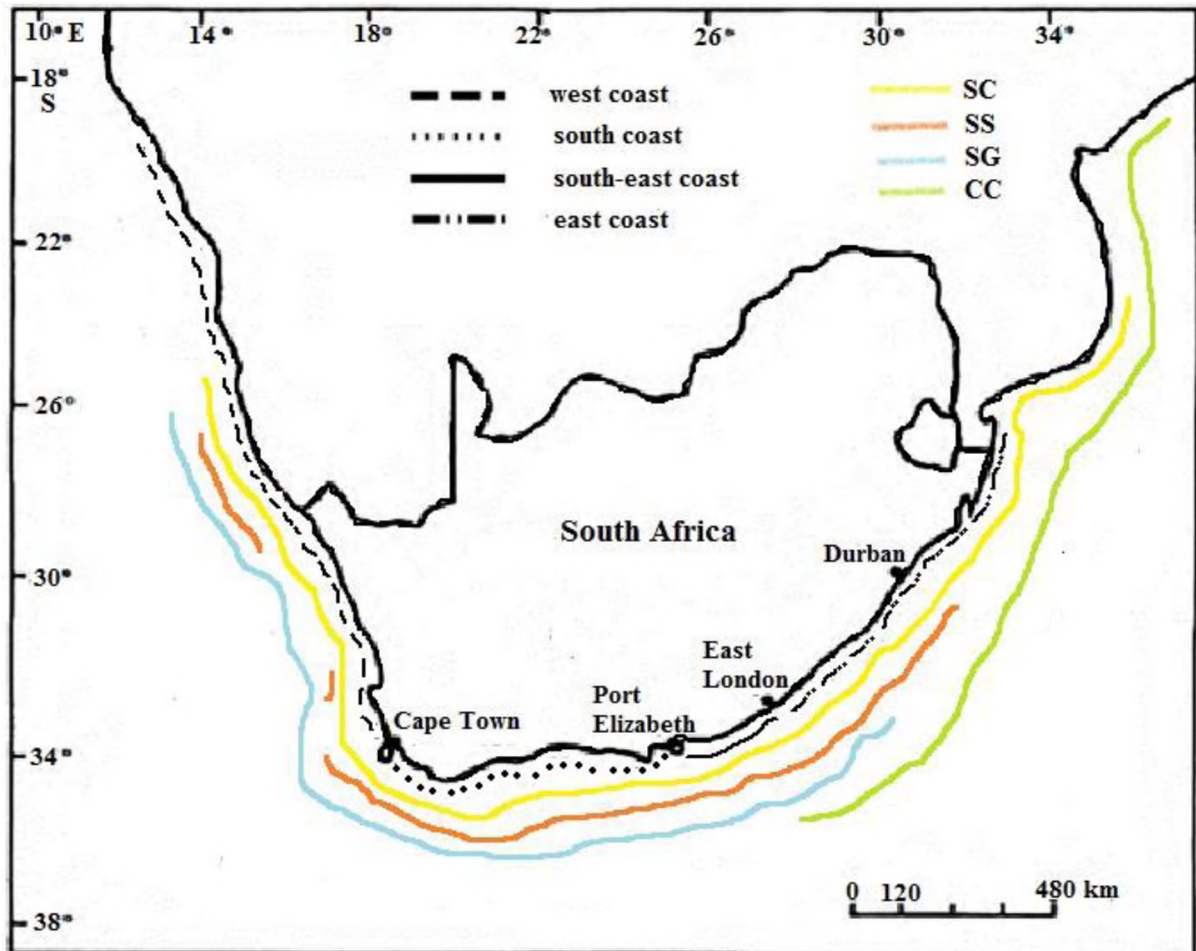 10° E 14° 18° 22° 26° 30° 34°
18°
S
22°
26°
30°
34°
38°
west coast
south coast
south-east coast
east coast
SC
SS
SG
CC
South Africa
Durban
East
London
Port
Elizabeth
Cape Town
0 120 480 km